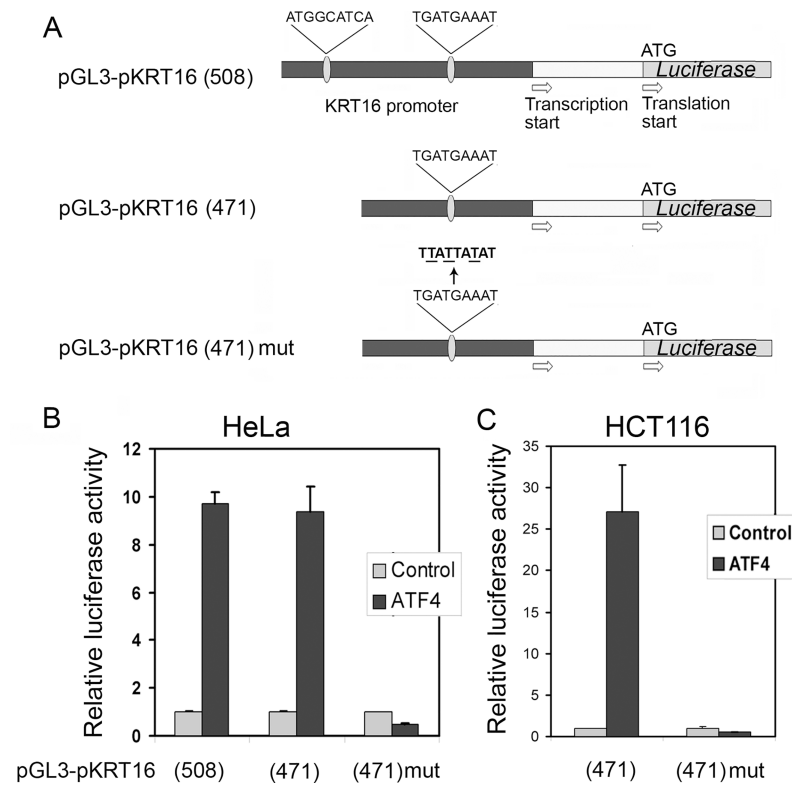 A
ATGGCATCA TGATGAAAT
ATG
pGL3-pKRT16 (508)
Luciferase
KRT16 promoter
Transcription start
Translation start
TGATGAAAT
ATG
pGL3-pKRT16 (471)
Luciferase
TTATTATAT
TGATGAAAT
ATG
pGL3-pKRT16 (471) mut
Luciferase
B
HeLa
Relative luciferase activity
12
10
8
6
4
2
0
Control
ATF4
pGL3-pKRT16 (508) (471) (471)mut
C
HCT116
Relative luciferase activity
35
30
25
20
15
10
5
0
Control
ATF4
(471) (471)mut